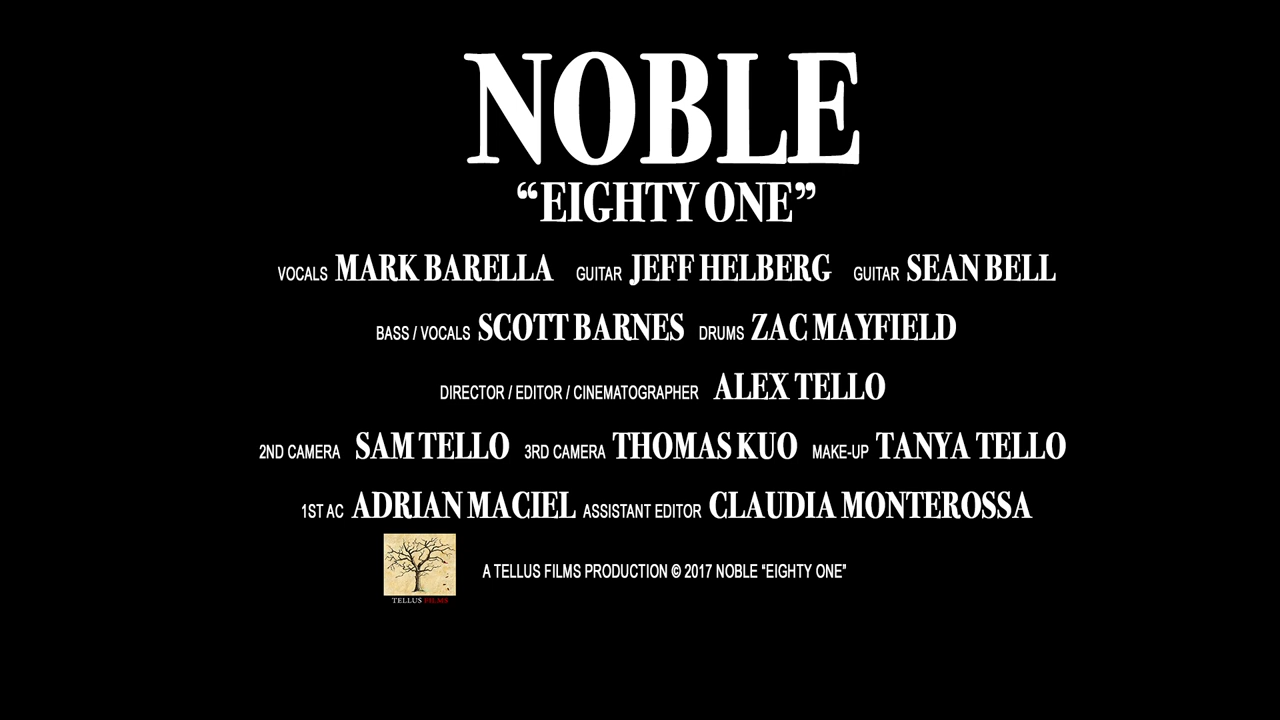 NOBLE
“EIGHTY ONE”
VOCALS MARK BARELLA GUITAR JEFF HELBERG GUITAR SEAN BELL
BASS / VOCALS SCOTT BARNES DRUMS ZAC MAYFIELD
DIRECTOR / EDITOR / CINEMATOGRAPHER ALEX TELLO
2ND CAMERA SAM TELLO 3RD CAMERA THOMAS KUO MAKE-UP TANYA TELLO
1ST AC ADRIAN MACIEL ASSISTANT EDITOR CLAUDIA MONTEROSSA
A TELLUS FILMS PRODUCTION © 2017 NOBLE “EIGHTY ONE”
TELLUS FILMS